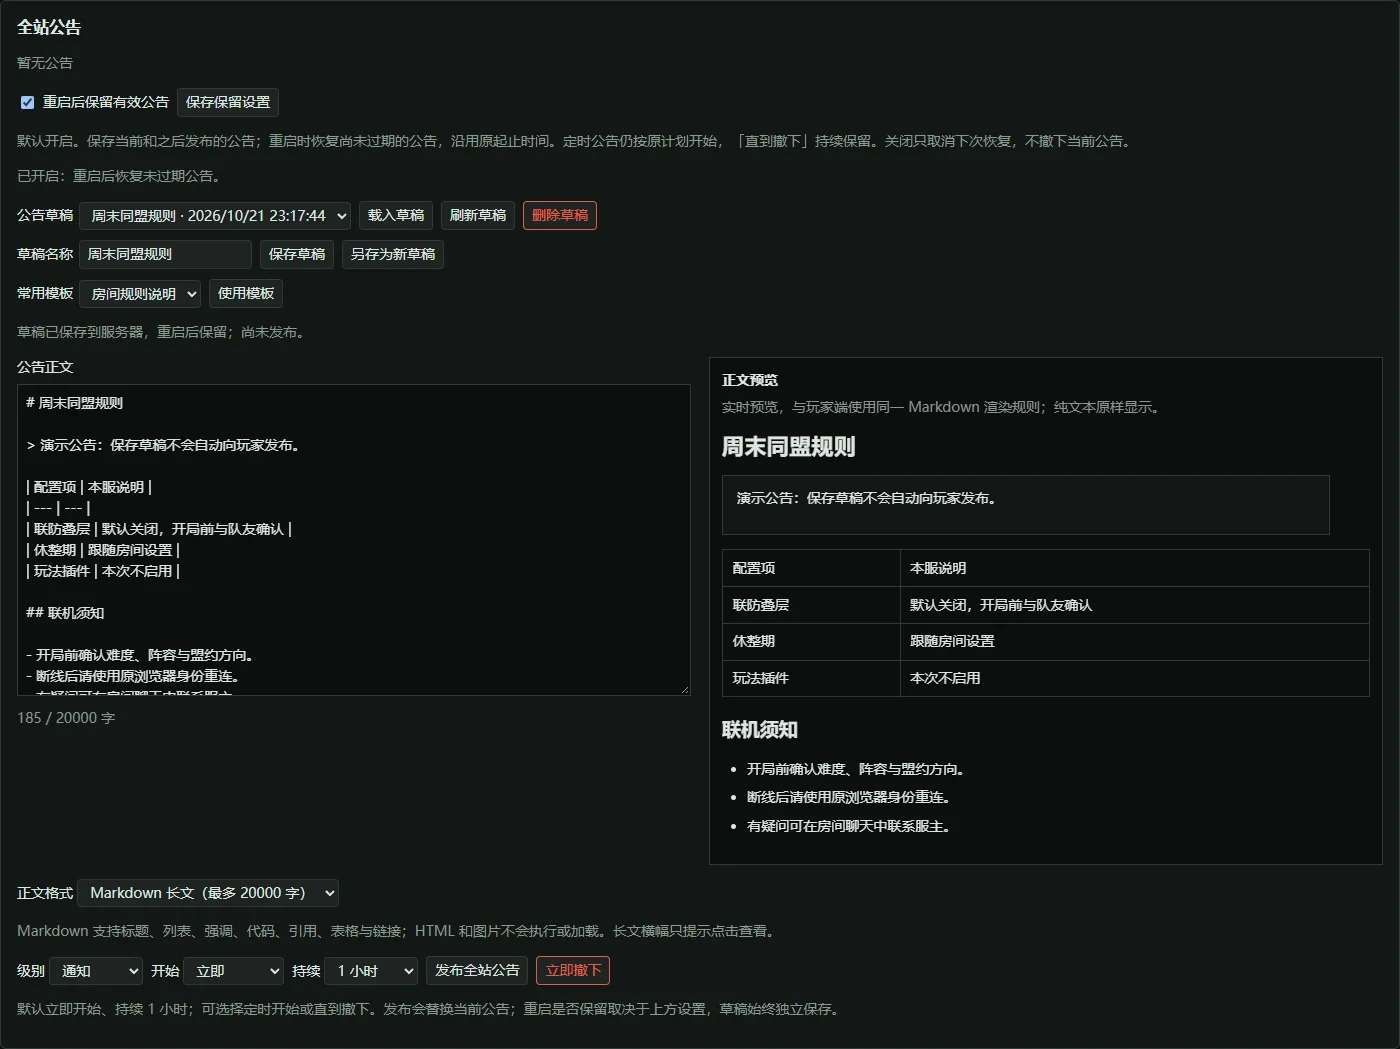 全站公告
暂无公告
重启后保留有效公告 保存保留设置
默认开启。保存当前和之后发布的公告；重启时恢复尚未过期的公告，沿用原起止时间。定时公告仍按原计划开始，「直到撤下」持续保留。关闭只取消下次恢复，不撤下当前公告。
已开启：重启后恢复未过期公告。
公告草稿 周末同盟规则 · 2026/10/21 23:17:44 载入草稿 刷新草稿 删除草稿
草稿名称 周末同盟规则 保存草稿 另存为新草稿
常用模板 房间规则说明 使用模板
草稿已保存到服务器，重启后保留；尚未发布。
公告正文
# 周末同盟规则
> 演示公告：保存草稿不会自动向玩家发布。
| 配置项 | 本服说明 |
| --- | --- |
| 联防叠层 | 默认关闭，开局前与队友确认 |
| 休整期 | 跟随房间设置 |
| 玩法插件 | 本次不启用 |
## 联机须知
- 开局前确认难度、阵容与盟约方向。
- 断线后请使用原浏览器身份重连。
- 有疑问可在房间聊天中联系服主。
185 / 20000 字
正文预览
实时预览，与玩家端使用同一 Markdown 渲染规则；纯文本原样显示。
周末同盟规则
演示公告：保存草稿不会自动向玩家发布。
配置项 本服说明
联防叠层 默认关闭，开局前与队友确认
休整期 跟随房间设置
玩法插件 本次不启用
联机须知
• 开局前确认难度、阵容与盟约方向。
• 断线后请使用原浏览器身份重连。
• 有疑问可在房间聊天中联系服主。
正文格式 Markdown 长文（最多 20000 字）
Markdown 支持标题、列表、强调、代码、引用、表格与链接；HTML 和图片不会执行或加载。长文横幅只提示点击查看。
级别 通知 开始 立即 持续 1 小时 发布全站公告 立即撤下
默认立即开始、持续 1 小时；可选择定时开始或直到撤下。发布会替换当前公告；重启是否保留取决于上方设置，草稿始终独立保存。